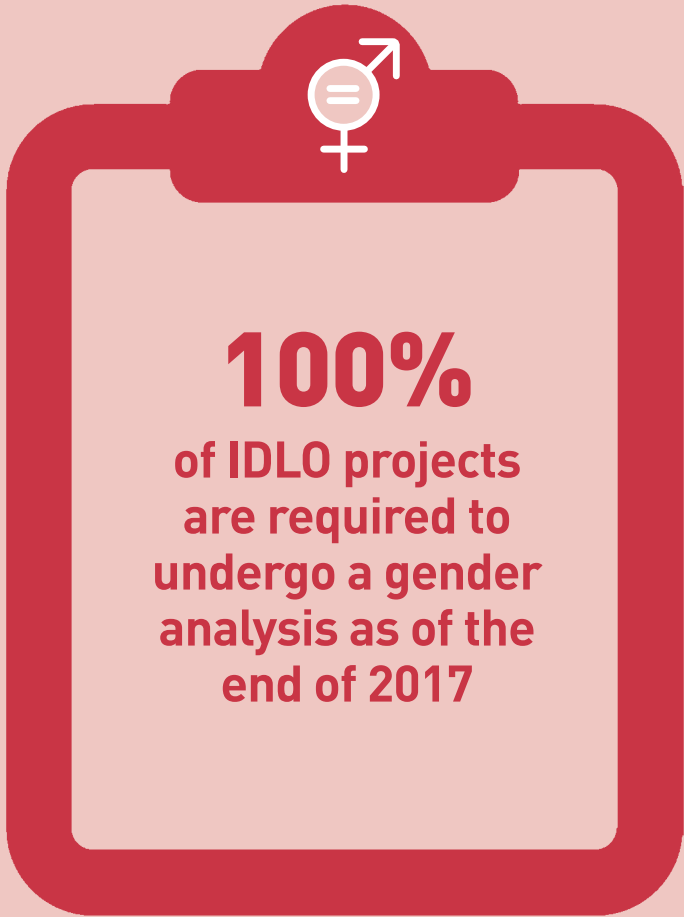 100%
of IDLO projects
are required to
undergo a gender
analysis as of the
end of 2017